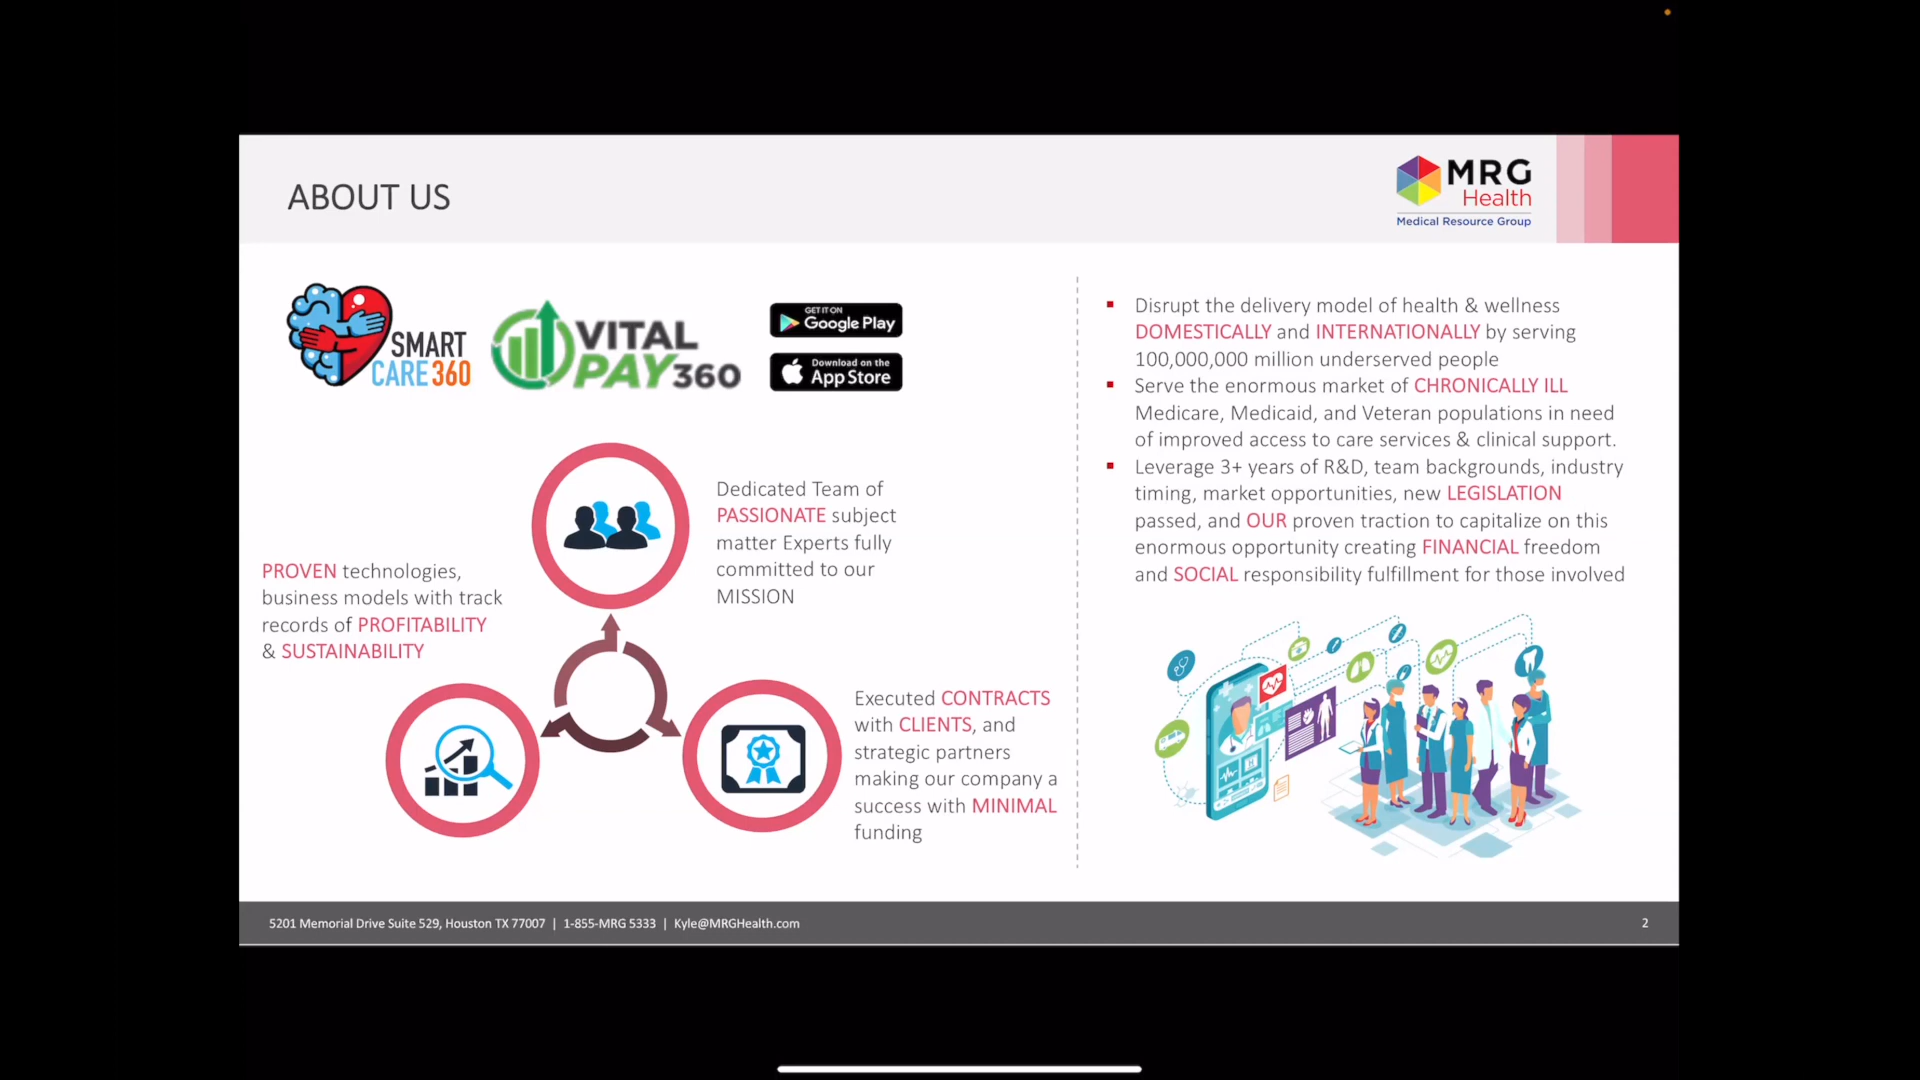 ABOUT US
MRG
Health
Medical Resource Group
SMART
CARE360
VITAL
PAY360
GET IT ON
Google Play
Download on the
App Store
Dedicated Team of
PASSIONATE subject
matter Experts fully
committed to our
MISSION
PROVEN technologies,
business models with track
records of PROFITABILITY
& SUSTAINABILITY
Executed CONTRACTS
with CLIENTS, and
strategic partners
making our company a
success with MINIMAL
funding
Disrupt the delivery model of health & wellness
DOMESTICALLY and INTERNATIONALLY by serving
100,000,000 million underserved people
Serve the enormous market of CHRONICALLY ILL
Medicare, Medicaid, and Veteran populations in need
of improved access to care services & clinical support.
Leverage 3+ years of R&D, team backgrounds, industry
timing, market opportunities, new LEGISLATION
passed, and OUR proven traction to capitalize on this
enormous opportunity creating FINANCIAL freedom
and SOCIAL responsibility fulfillment for those involved
5201 Memorial Drive Suite 529, Houston TX 77007 | 1-855-MRG 5333 | Kyle@MRGHealth.com
2